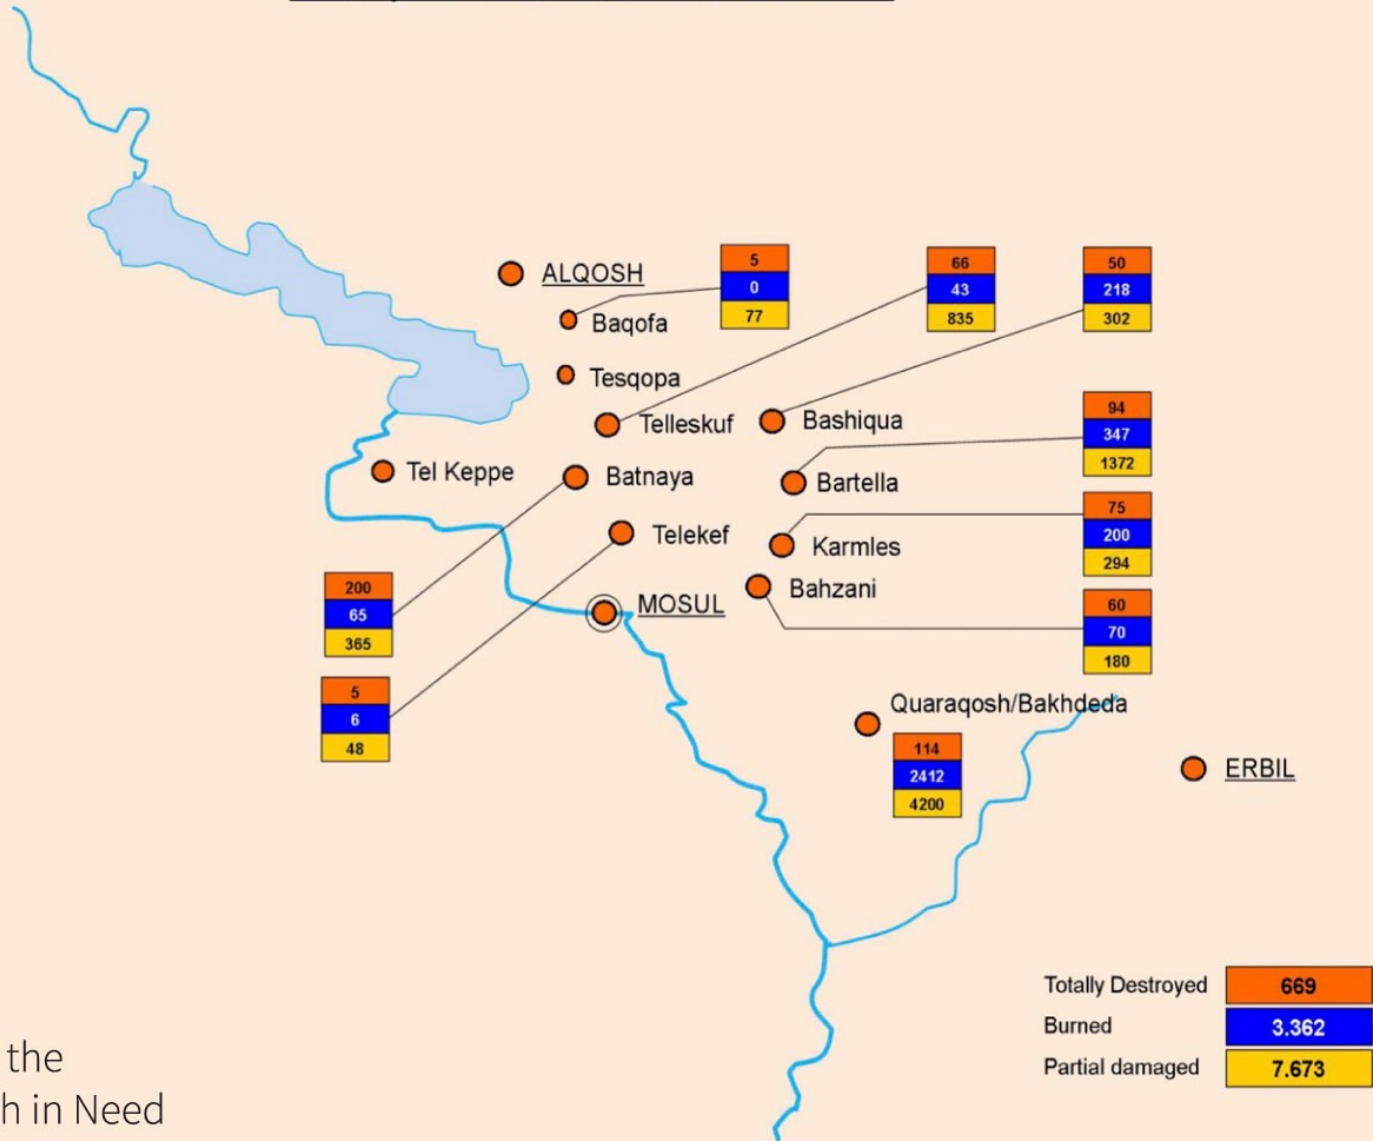 ALQOSH
Baqofa
Tesqopa
Telleskuf
Bashiqua
Tel Keppe
Batnaya
Bartella
Telekef
Karmles
Bahzani
MOSUL
Quaraqosh/Bakhdeda
ERBIL
5
0
77
66
43
835
50
218
302
94
347
1372
75
200
294
60
70
180
200
65
365
5
6
48
114
2412
4200
Totally Destroyed 669
Burned 3.362
Partial damaged 7.673
the
h in Need